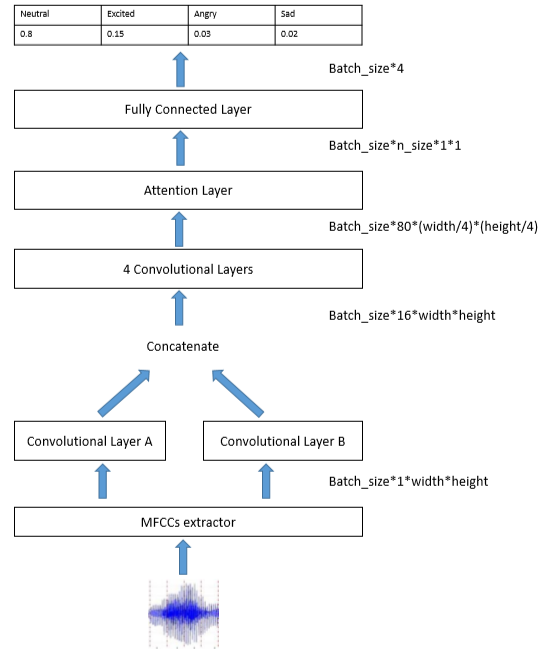 Neutral Excited Angry Sad
0.8 0.15 0.03 0.02
Batch_size*4
Fully Connected Layer
Batch_size*n_size*1*1
Attention Layer
Batch_size*80*(width/4)*(height/4)
4 Convolutional Layers
Batch_size*16*width*height
Concatenate
Convolutional Layer A Convolutional Layer B
Batch_size*1*width*height
MFCCs extractor